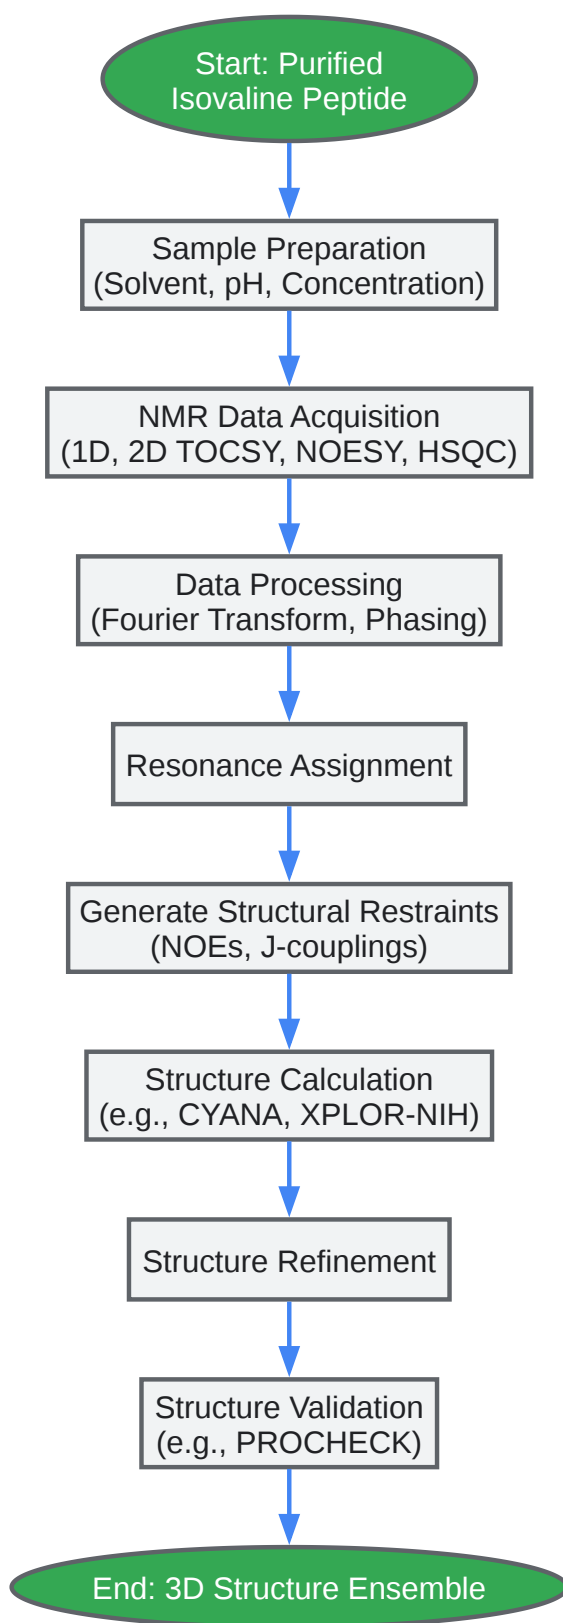 Start: Purified
Isovaline Peptide
Sample Preparation
(Solvent, pH, Concentration)
NMR Data Acquisition
(1D, 2D TOCSY, NOESY, HSQC)
Data Processing
(Fourier Transform, Phasing)
Resonance Assignment
Generate Structural Restraints
(NOEs, J-couplings)
Structure Calculation
(e.g., CYANA, XPLOR-NIH)
Structure Refinement
Structure Validation
(e.g., PROCHECK)
End: 3D Structure Ensemble